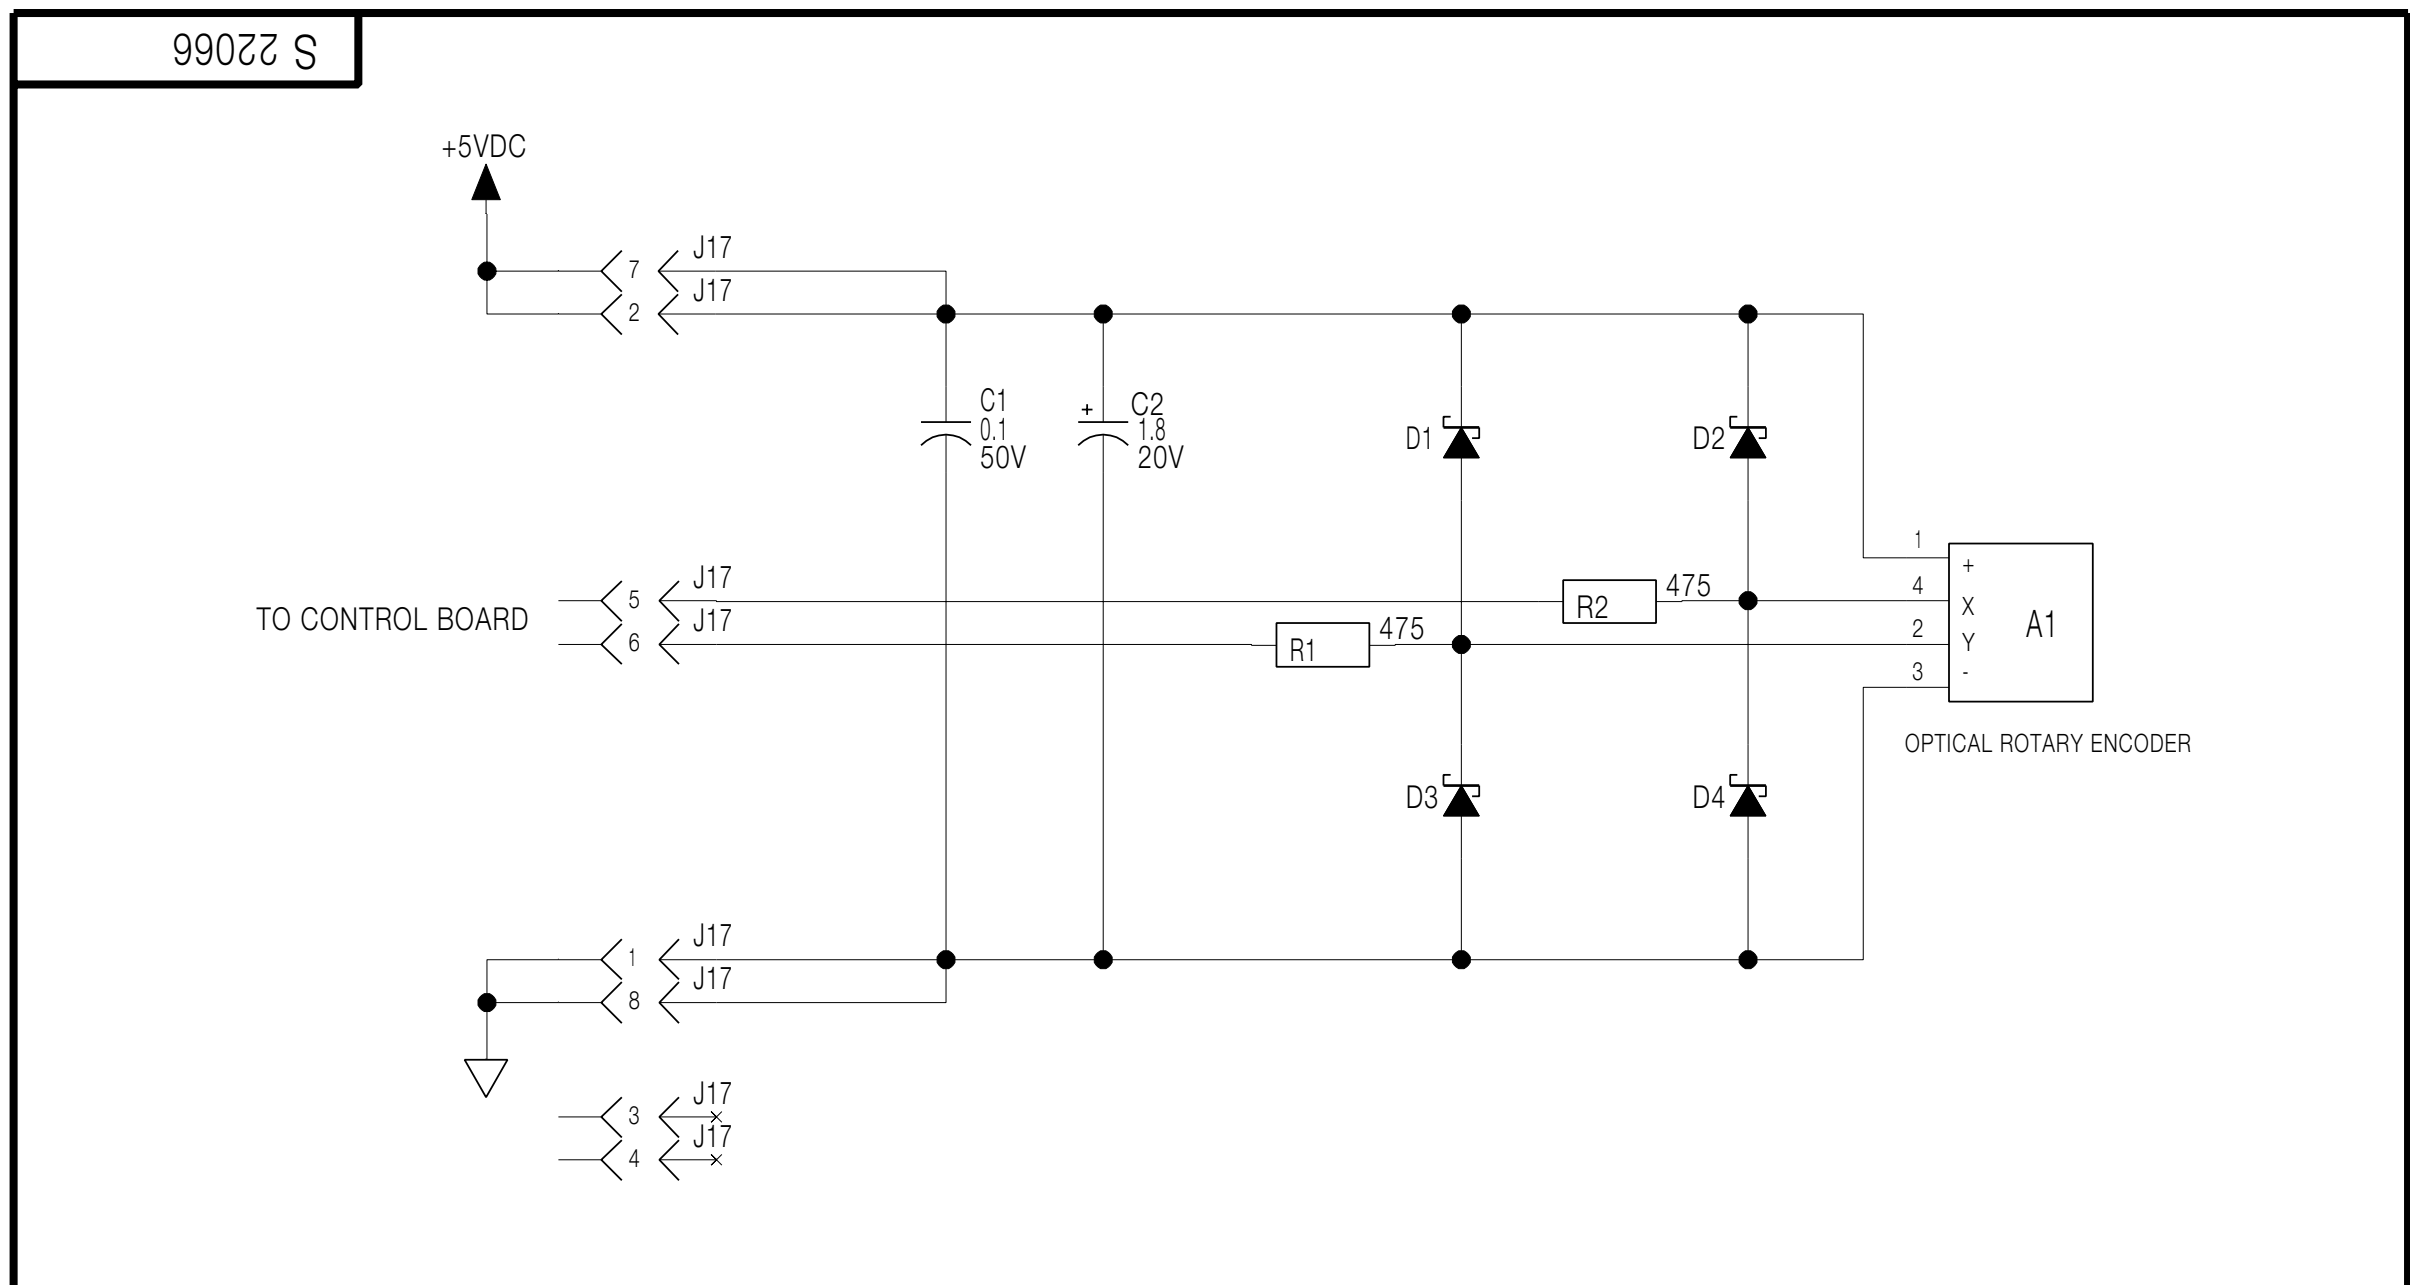 S 22066
+5VDC
7 J17
2 J17
C1
0.1
50V
+ C2
1.8
20V
D1
D2
TO CONTROL BOARD
5 J17
6 J17
R2 475
R1 475
1 +
4 X
2 Y
3 -
A1
OPTICAL ROTARY ENCODER
D3
D4
1 J17
8 J17
3 J17
4 J17